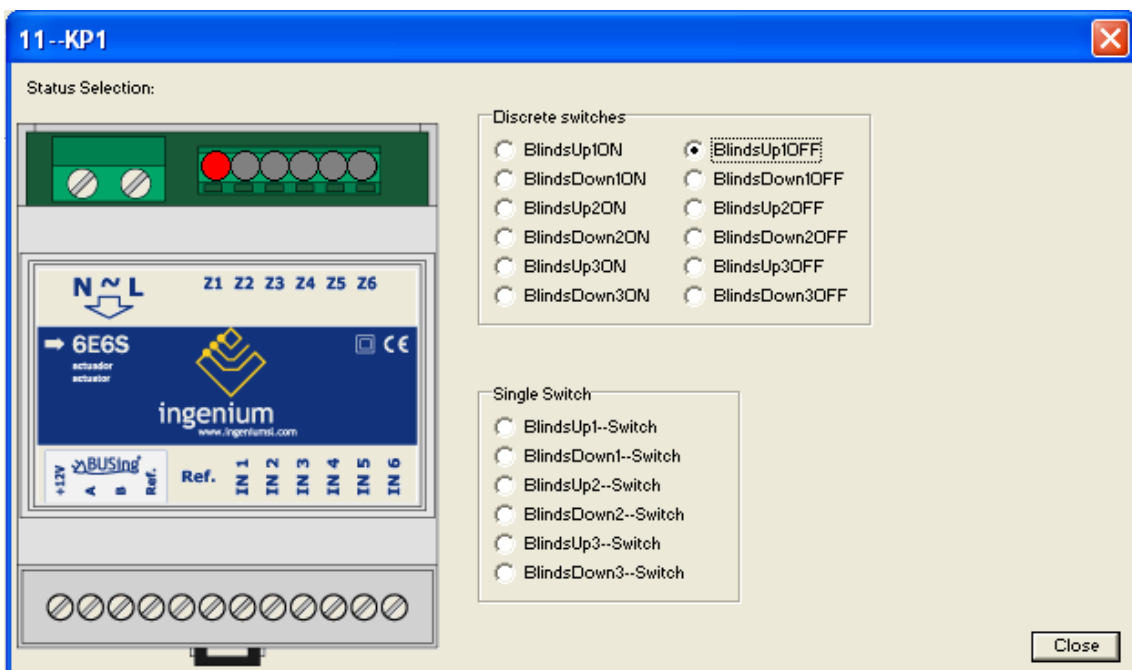 11--KP1
Status Selection:
Discrete switches
BlindsUp1ON
BlindsUp1OFF
BlindsDown1ON
BlindsDown1OFF
BlindsUp2ON
BlindsUp2OFF
BlindsDown2ON
BlindsDown2OFF
BlindsUp3ON
BlindsUp3OFF
BlindsDown3ON
BlindsDown3OFF
N ~ L
Z1 Z2 Z3 Z4 Z5 Z6
6E6S
actuador
actuator
CE
ingenium
www.ingeniumsl.com
+12V A B Ref.
BUSing
Ref. IN 1 IN 2 IN 3 IN 4 IN 5 IN 6
Single Switch
BlindsUp1--Switch
BlindsDown1--Switch
BlindsUp2--Switch
BlindsDown2--Switch
BlindsUp3--Switch
BlindsDown3--Switch
Close